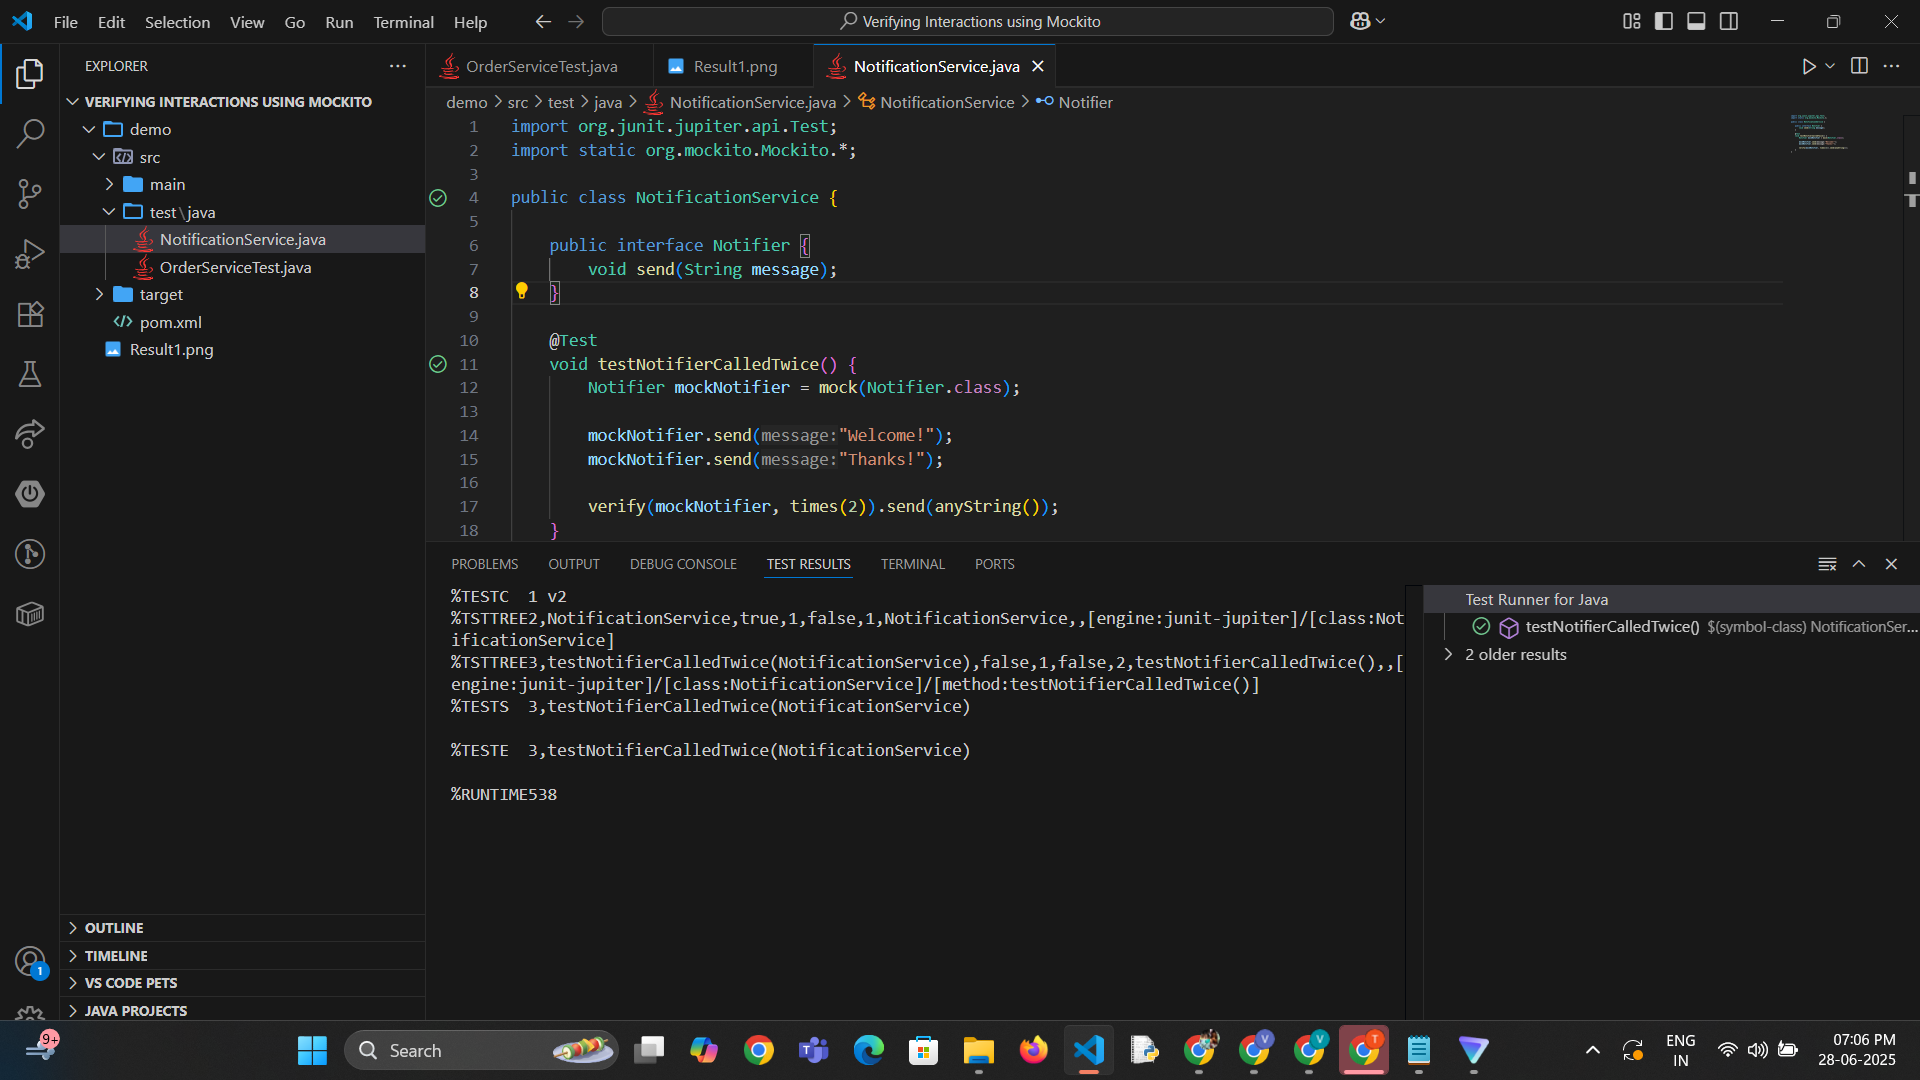 File Edit Selection View Go Run Terminal Help
Verifying Interactions using Mockito
EXPLORER
VERIFYING INTERACTIONS USING MOCKITO
demo
src
main
test\java
NotificationService.java
OrderServiceTest.java
target
pom.xml
Result1.png
OUTLINE
TIMELINE
VS CODE PETS
JAVA PROJECTS
1
OrderServiceTest.java Result1.png NotificationService.java
demo > src > test > java > NotificationService.java > NotificationService > Notifier
1 import org.junit.jupiter.api.Test;
2 import static org.mockito.Mockito.*;
3
4 public class NotificationService {
5
6 public interface Notifier {
7 void send(String message);
8 }
9
10 @Test
11 void testNotifierCalledTwice() {
12 Notifier mockNotifier = mock(Notifier.class);
13
14 mockNotifier.send(message:"Welcome!");
15 mockNotifier.send(message:"Thanks!");
16
17 verify(mockNotifier, times(2)).send(anyString());
18 }
PROBLEMS OUTPUT DEBUG CONSOLE TEST RESULTS TERMINAL PORTS
%TESTC 1 v2
%TSTTREE2,NotificationService,true,1,false,1,NotificationService,,[engine:junit-jupiter]/[class:Not
ificationService]
%TSTTREE3,testNotifierCalledTwice(NotificationService),false,1,false,2,testNotifierCalledTwice(),,[
engine:junit-jupiter]/[class:NotificationService]/[method:testNotifierCalledTwice()]
%TESTS 3,testNotifierCalledTwice(NotificationService)
%TESTE 3,testNotifierCalledTwice(NotificationService)
%RUNTIME538
Test Runner for Java
testNotifierCalledTwice() $(symbol-class) NotificationSer...
2 older results
9+
Search
V
V
T
ENG
IN
07:06 PM
28-06-2025